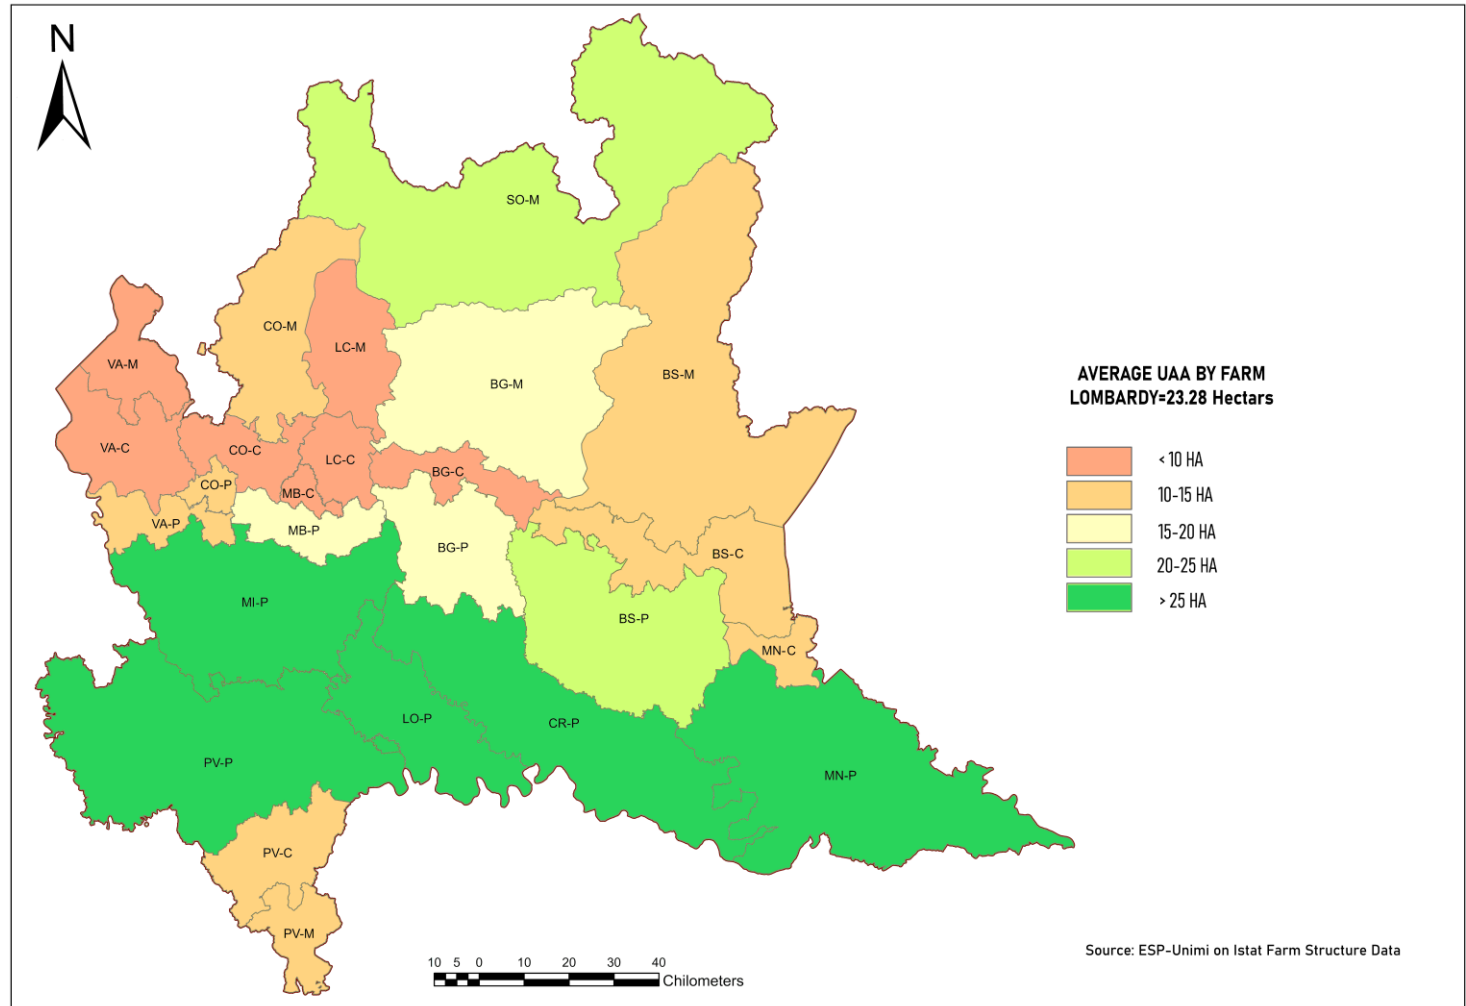 N
SO-M
CO-M
LC-M
VA-M
BG-M
BS-M
VA-C
CO-C
LC-C
BG-C
CO-P
MB-C
VA-P
MB-P
BG-P
BS-C
MI-P
BS-P
MN-C
LO-P
CR-P
PV-P
MN-P
PV-C
PV-M
AVERAGE UAA BY FARM
LOMBARDY=23.28 Hectars
< 10 HA
10-15 HA
15-20 HA
20-25 HA
> 25 HA
Source: ESP-Unimi on Istat Farm Structure Data
10 5 0 10 20 30 40
Chilometers